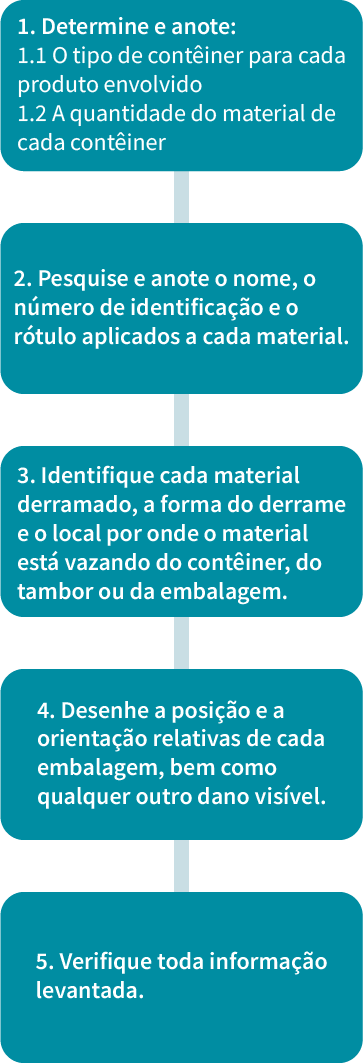 1. Determine e anote:
1.1 O tipo de contêiner para cada
produto envolvido
1.2 A quantidade do material de
cada contêiner
2. Pesquise e anote o nome, o
número de identificação e o
rótulo aplicados a cada material.
3. Identifique cada material
derramado, a forma do derrame
e o local por onde o material
está vazando do contêiner, do
tambor ou da embalagem.
4. Desenhe a posição e a
orientação relativas de cada
embalagem, bem como
qualquer outro dano visível.
5. Verifique toda informação
levantada.